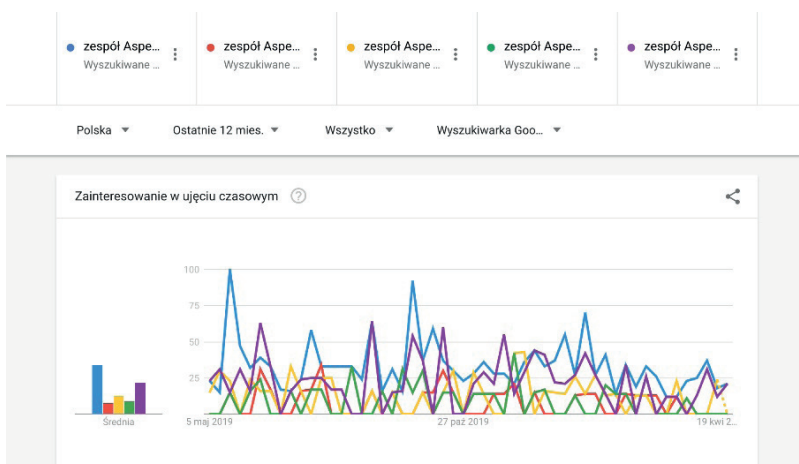 zespół Aspe... zespół Aspe... zespół Aspe... zespół Aspe... zespół Aspe...
Wyszukiwane ... Wyszukiwane ... Wyszukiwane ... Wyszukiwane ... Wyszukiwane ...
Polska Ostatnie 12 mies. Wszystko Wyszukiwarka Goo...
Zainteresowanie w ujęciu czasowym ?
100
75
50
25
Średnia 5 maj 2019 27 paź 2019 19 kwi 2...